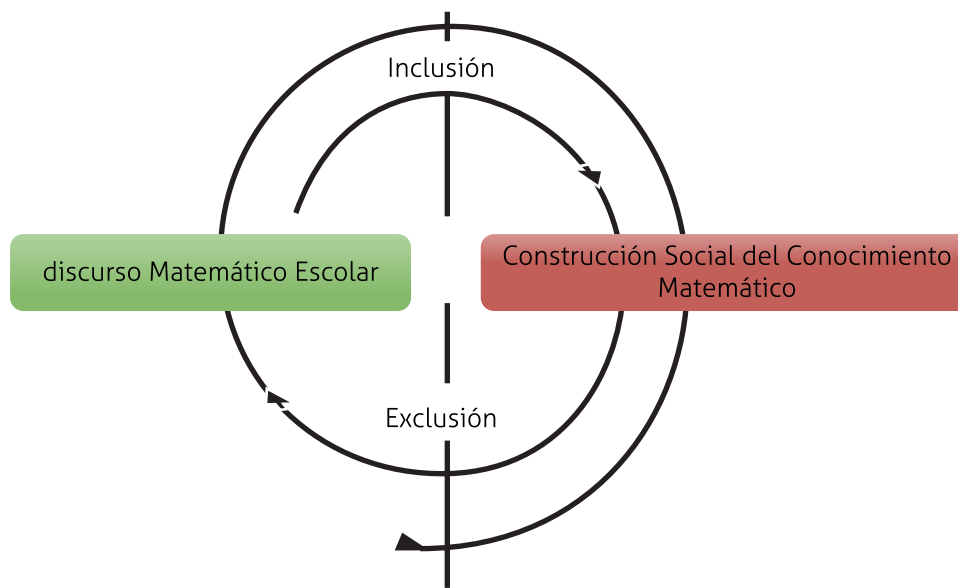 Inclusión
discurso Matemático Escolar
Construcción Social del Conocimiento
Matemático
Exclusión